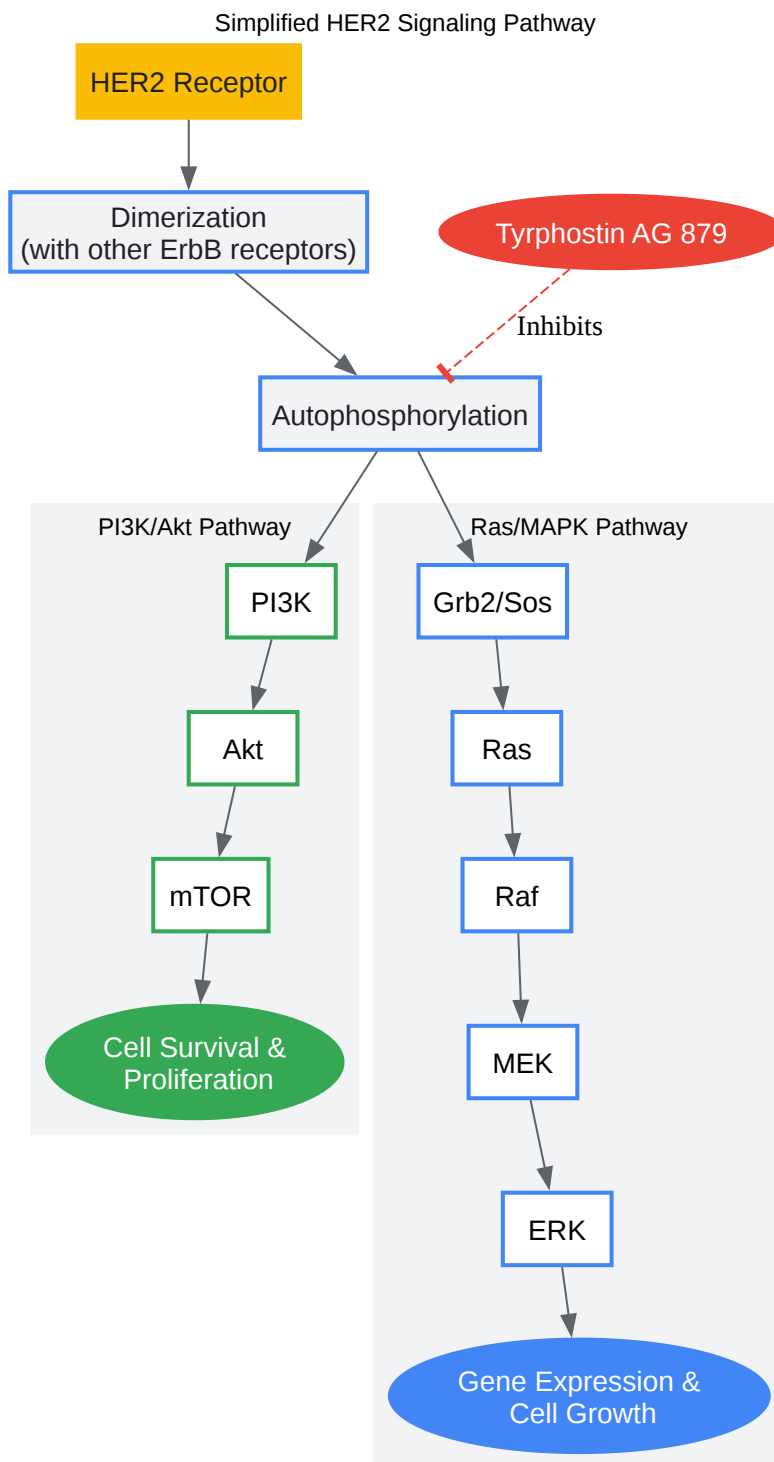 Simplified HER2 Signaling Pathway
HER2 Receptor
Dimerization
(with other ErbB receptors)
Tyrphostin AG 879
Inhibits
Autophosphorylation
PI3K/Akt Pathway
PI3K
Akt
mTOR
Cell Survival &
Proliferation
Ras/MAPK Pathway
Grb2/Sos
Ras
Raf
MEK
ERK
Gene Expression &
Cell Growth